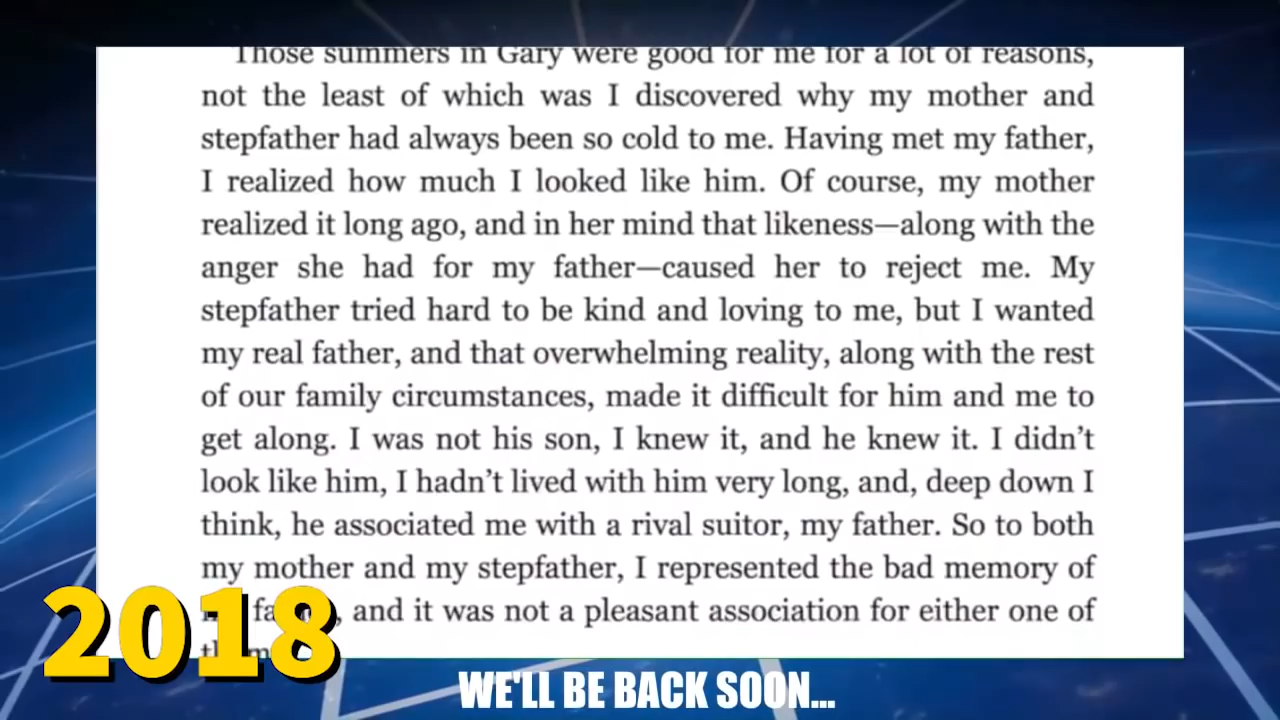 Those summers in Gary were good for me for a lot of reasons,
not the least of which was I discovered why my mother and
stepfather had always been so cold to me. Having met my father,
I realized how much I looked like him. Of course, my mother
realized it long ago, and in her mind that likeness—along with the
anger she had for my father—caused her to reject me. My
stepfather tried hard to be kind and loving to me, but I wanted
my real father, and that overwhelming reality, along with the rest
of our family circumstances, made it difficult for him and me to
get along. I was not his son, I knew it, and he knew it. I didn’t
look like him, I hadn’t lived with him very long, and, deep down I
think, he associated me with a rival suitor, my father. So to both
my mother and my stepfather, I represented the bad memory of
and it was not a pleasant association for either one of
2018
WE'LL BE BACK SOON...